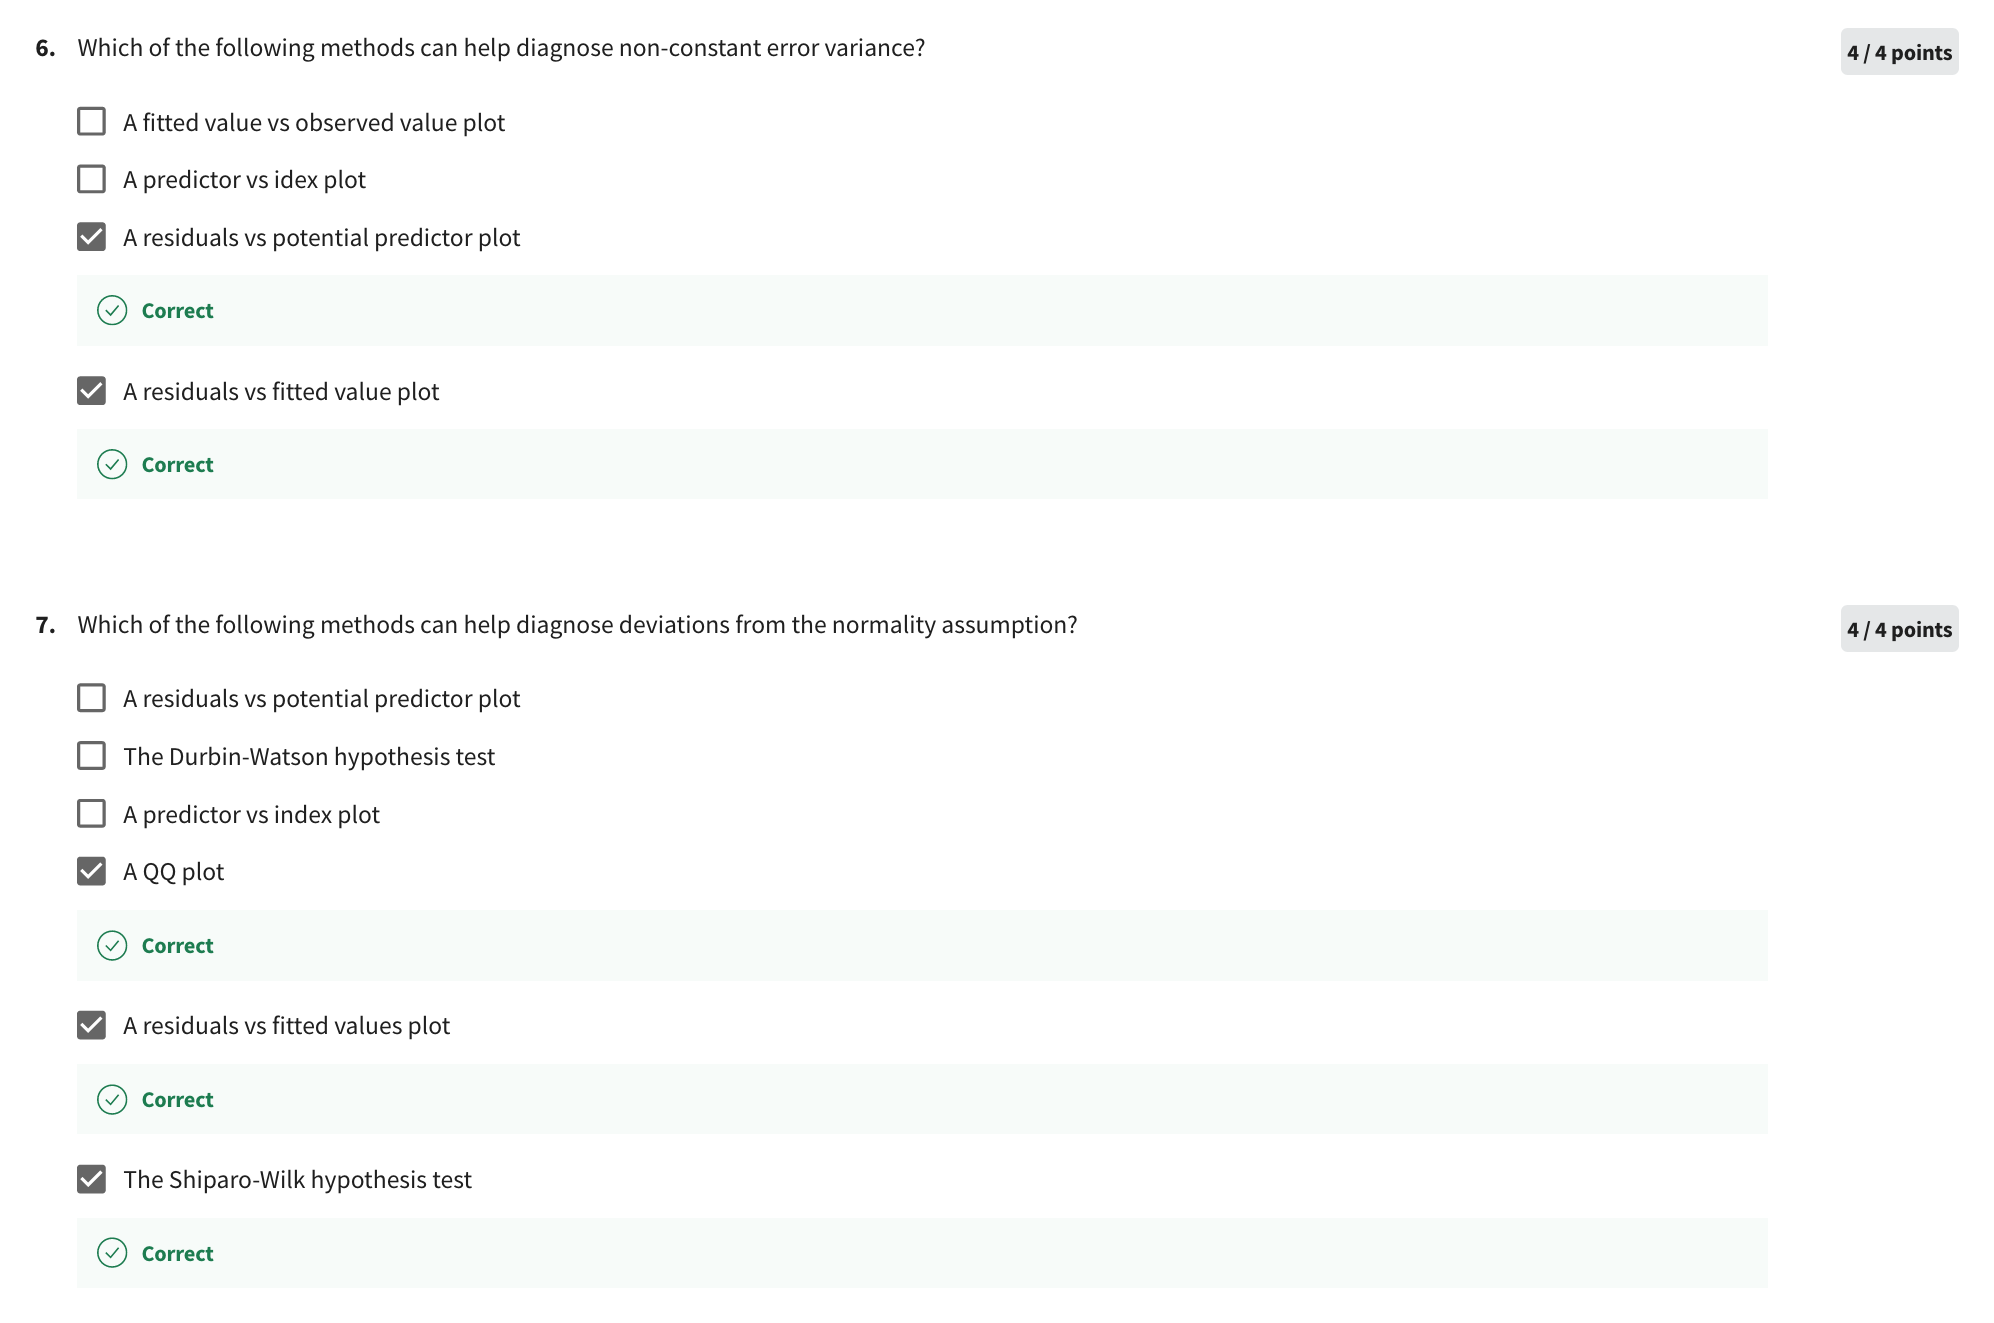 6. Which of the following methods can help diagnose non-constant error variance?
4 / 4 points
A fitted value vs observed value plot
A predictor vs idex plot
A residuals vs potential predictor plot
Correct
A residuals vs fitted value plot
Correct
7. Which of the following methods can help diagnose deviations from the normality assumption?
4 / 4 points
A residuals vs potential predictor plot
The Durbin-Watson hypothesis test
A predictor vs index plot
A QQ plot
Correct
A residuals vs fitted values plot
Correct
The Shiparo-Wilk hypothesis test
Correct